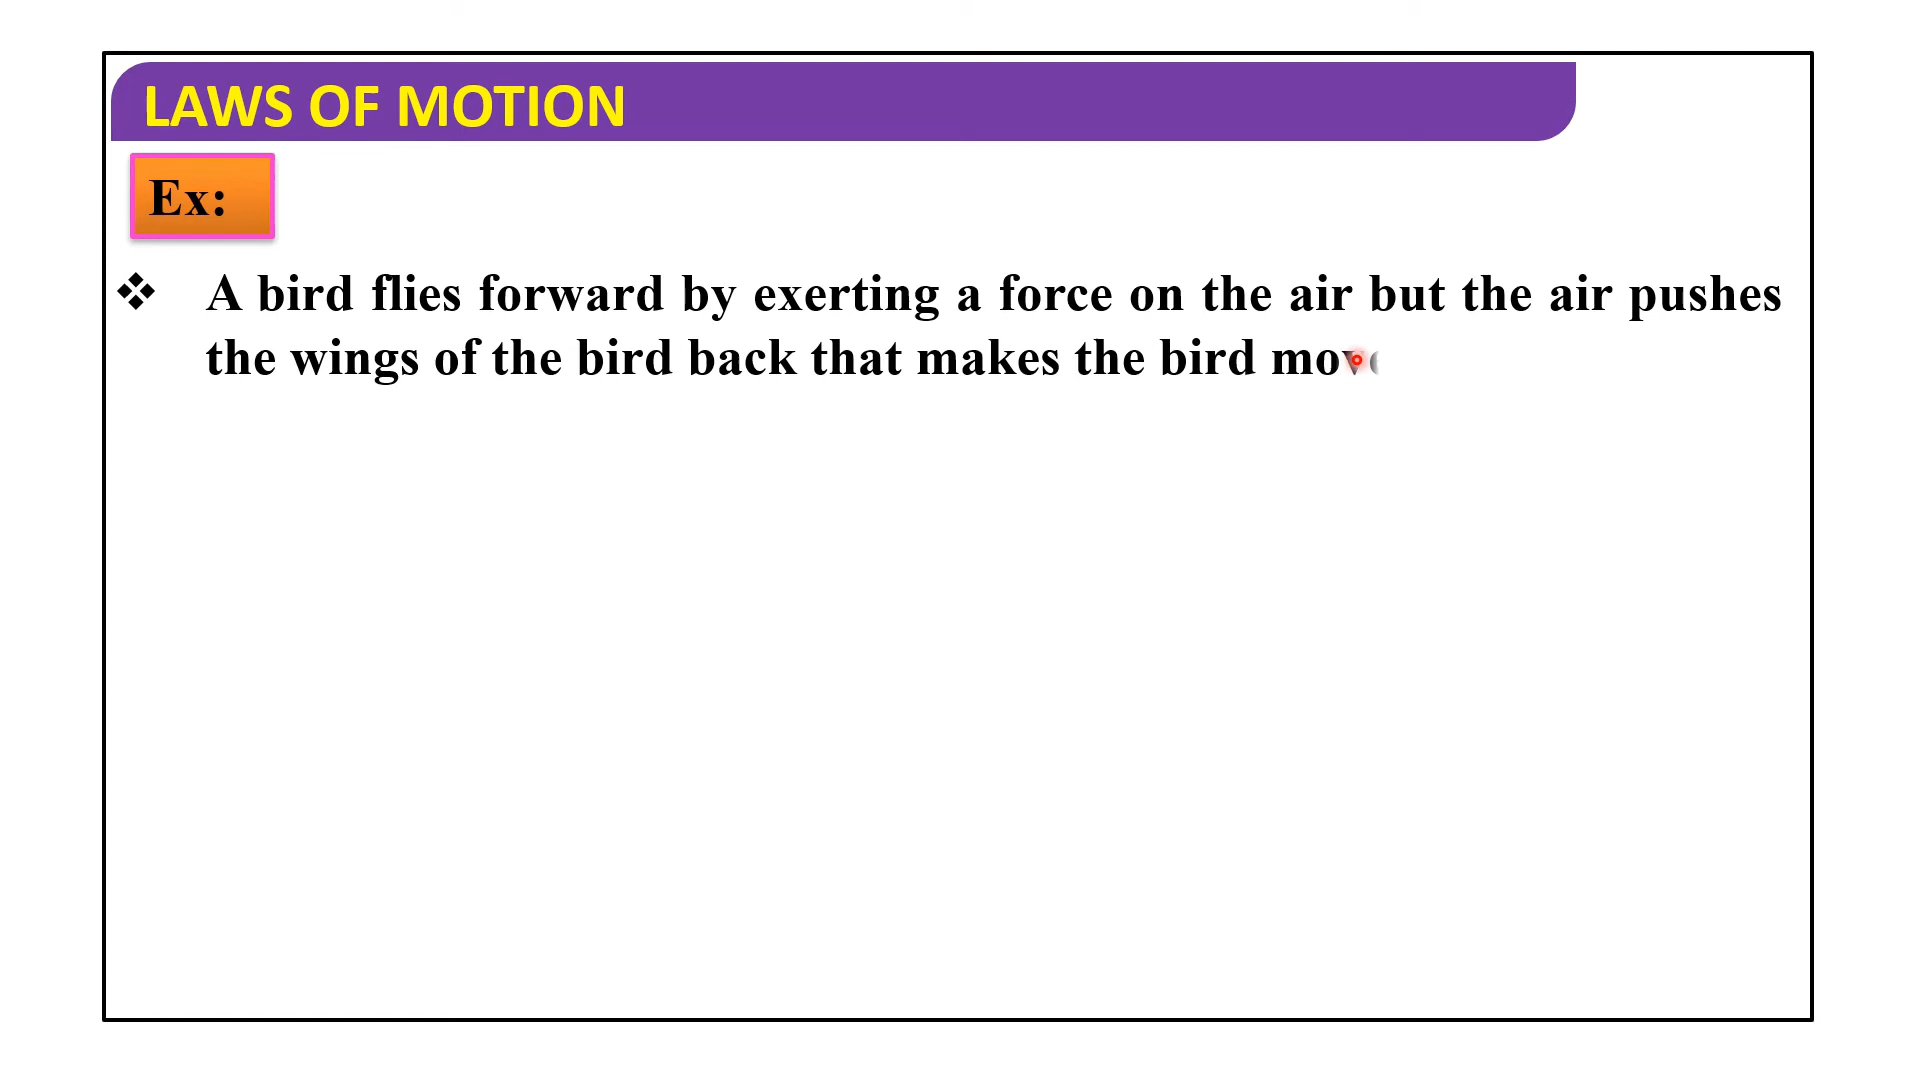 LAWS OF MOTION
Ex:
❖ A bird flies forward by exerting a force on the air but the air pushes
the wings of the bird back that makes the bird move